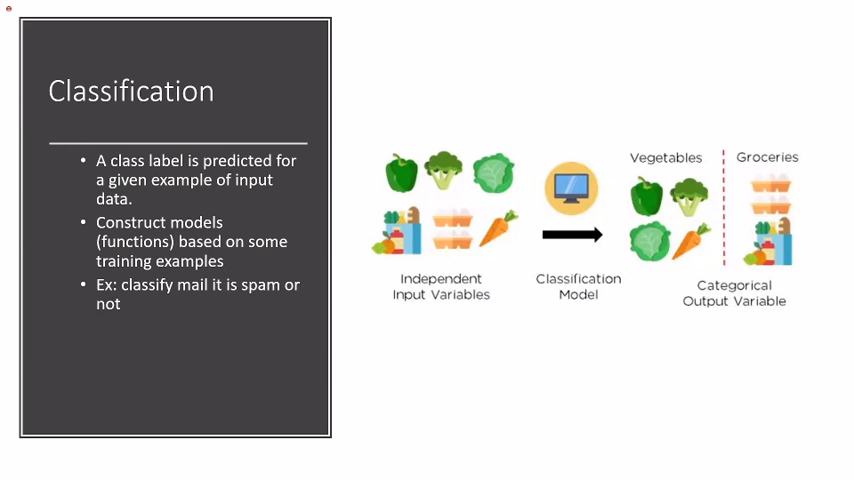 Classification
• A class label is predicted for
a given example of input
data.
• Construct models
(functions) based on some
training examples
• Ex: classify mail it is spam or
not
Independent
Input Variables
Classification
Model
Vegetables
Groceries
Categorical
Output Variable